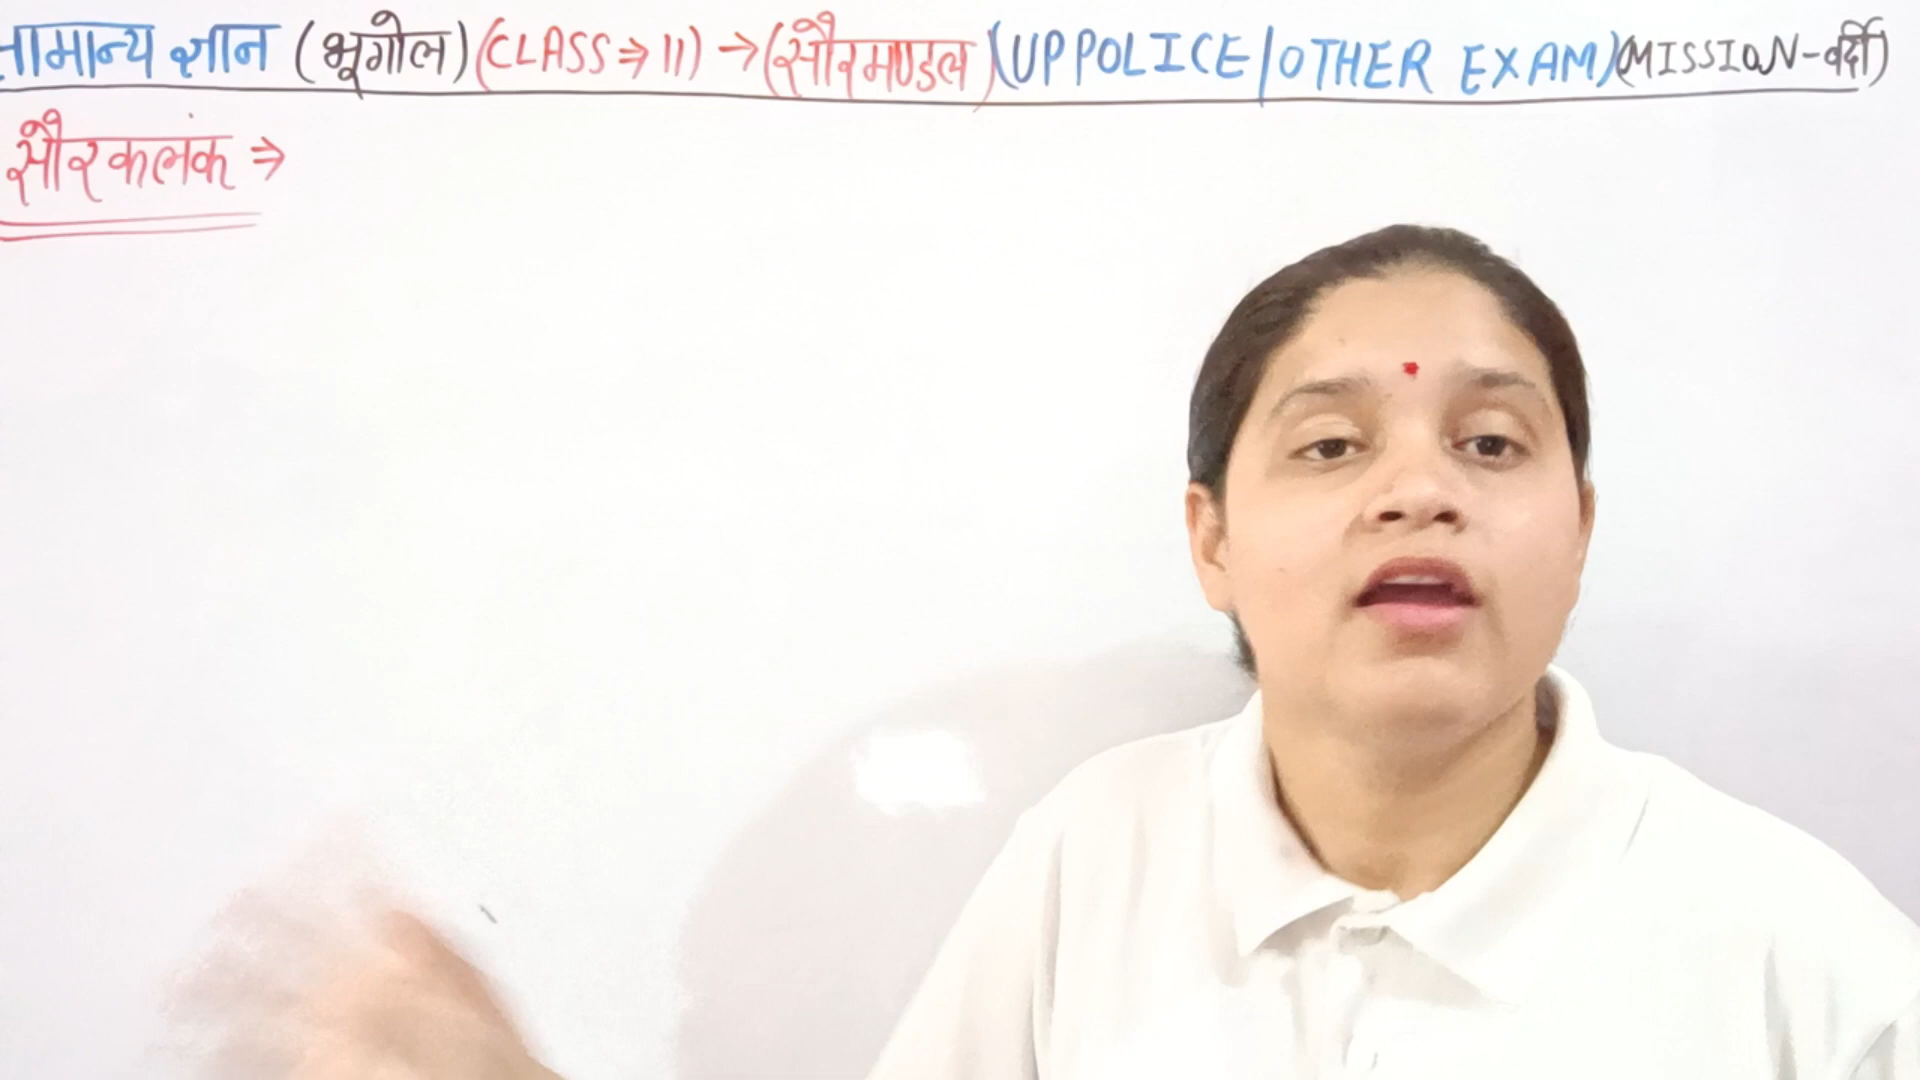 सामान्य ज्ञान (भूगोल) (CLASS⇒11) → (सौरमण्डल) (UP POLICE/OTHER EXAM) (MISSION-वर्दी)
सौरकलंक ⇒